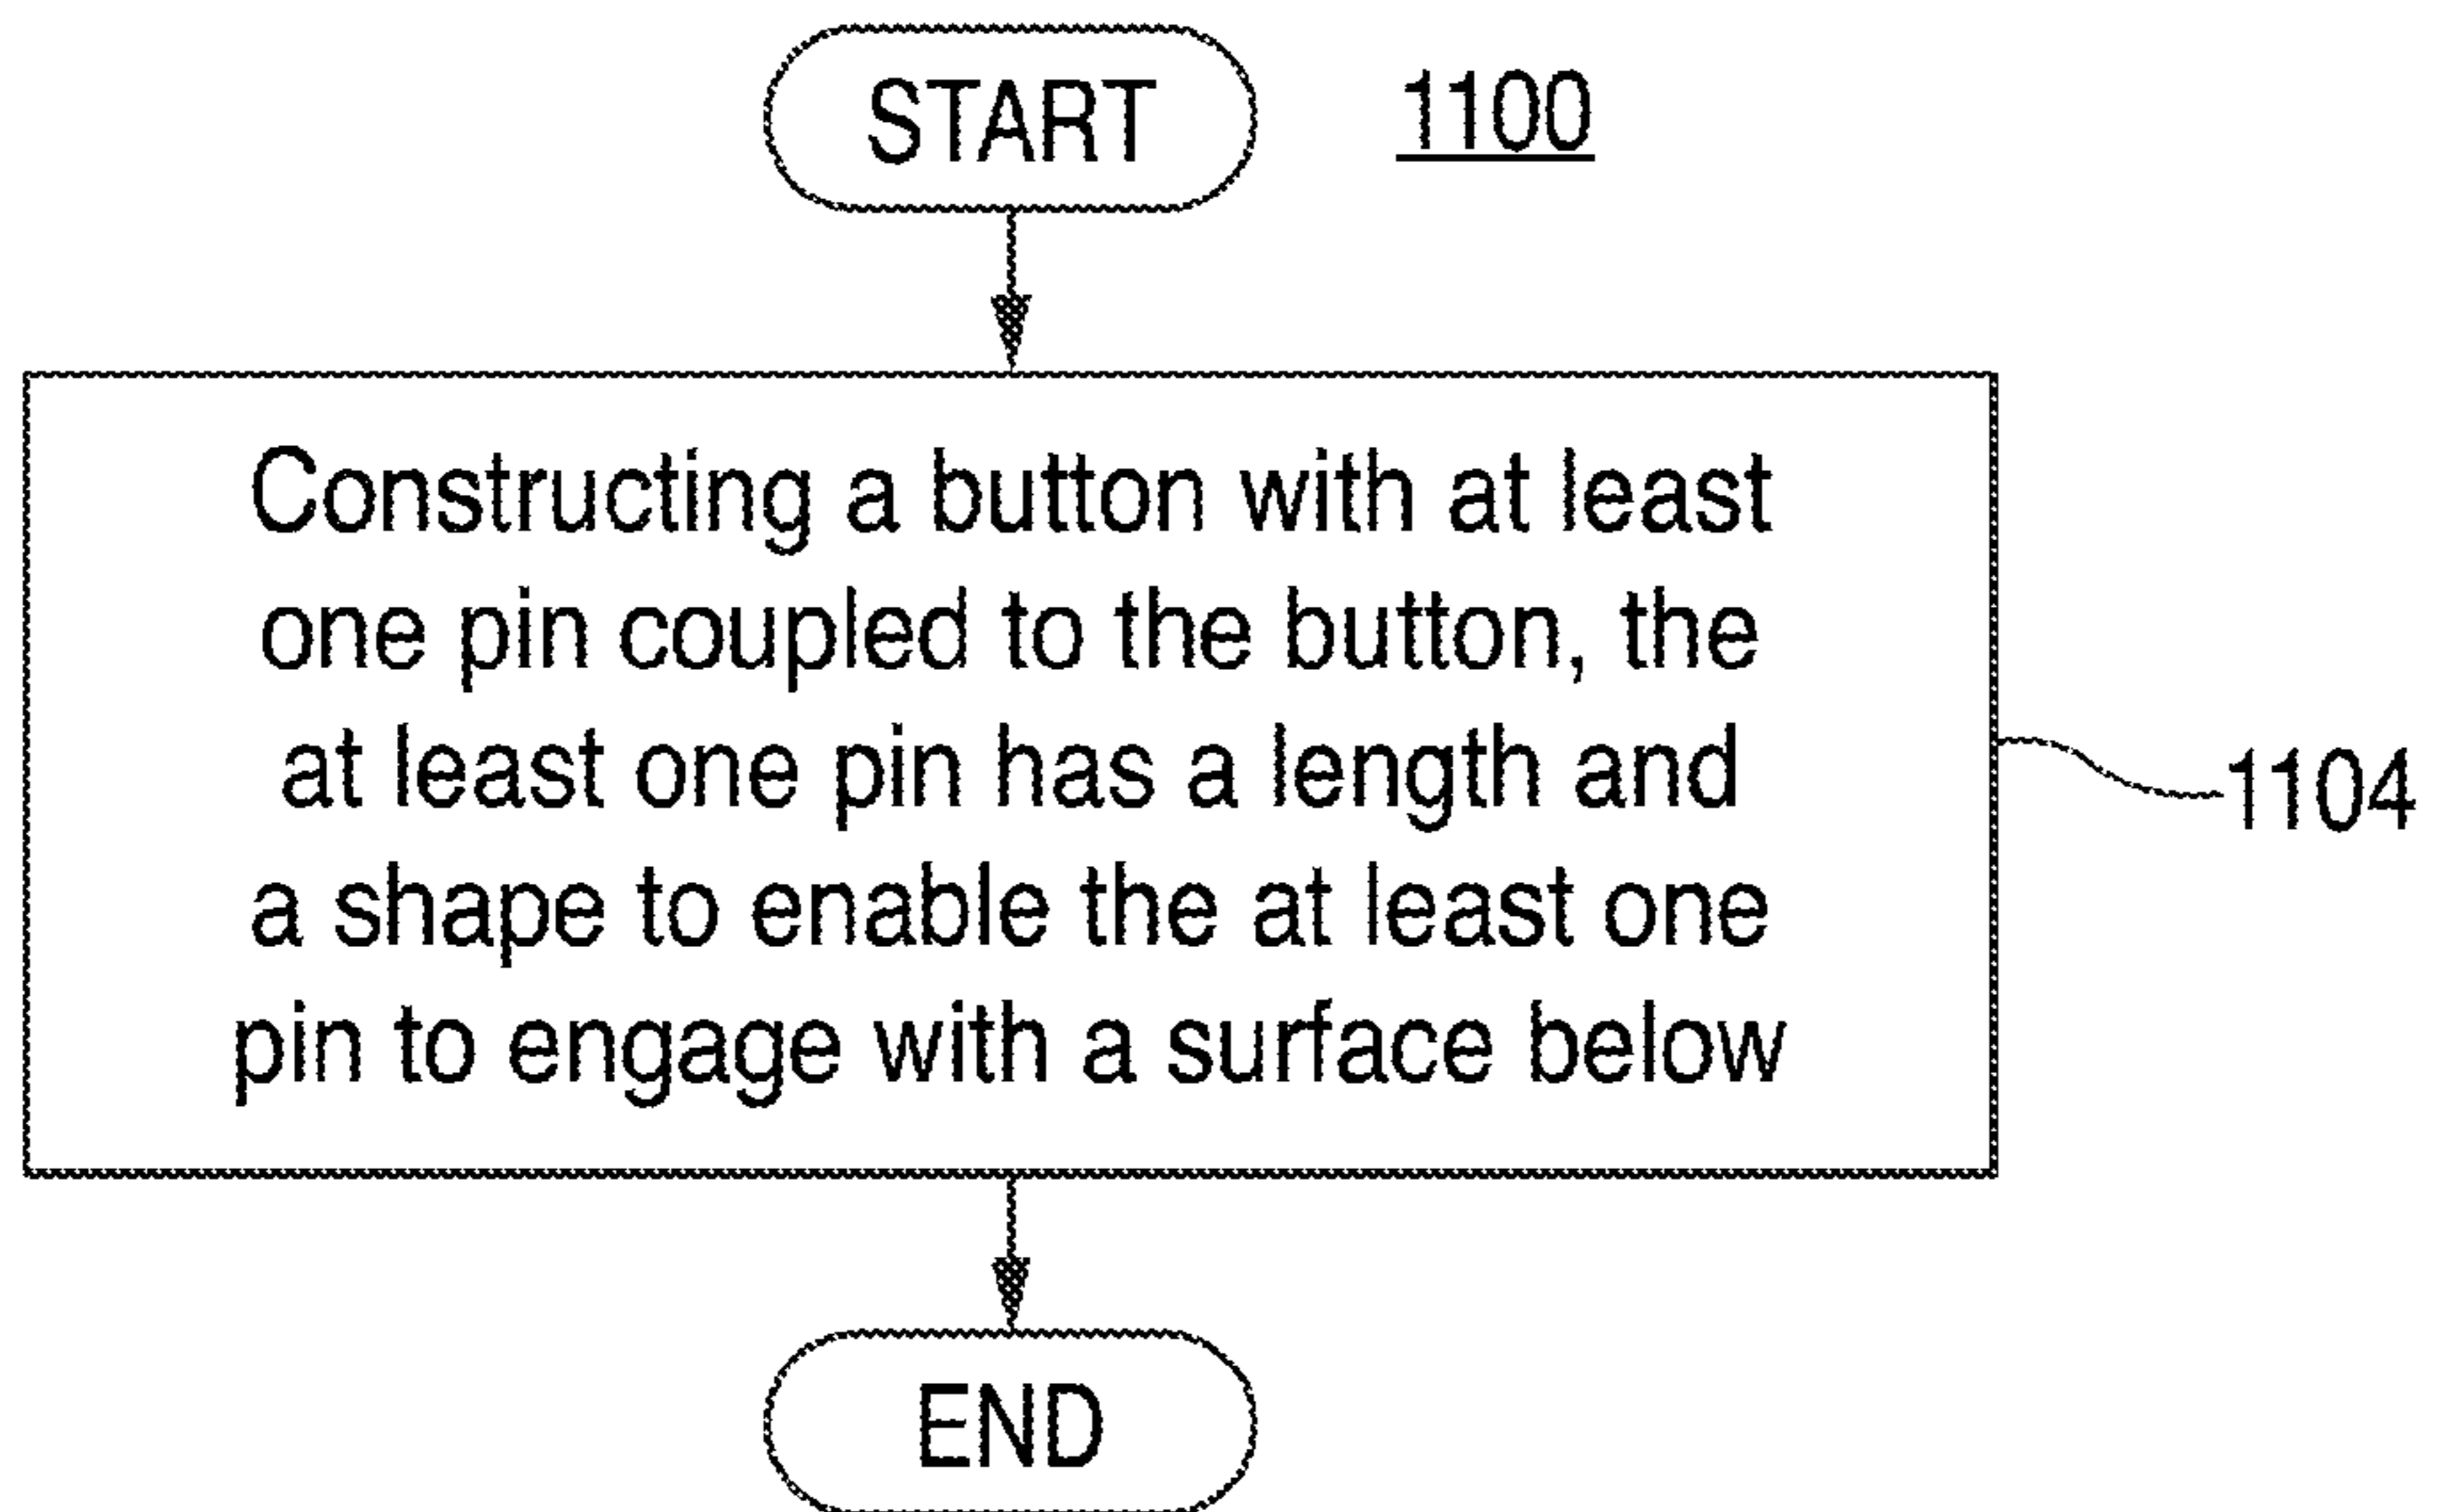 START
1100
Constructing a button with at least
one pin coupled to the button, the
at least one pin has a length and
a shape to enable the at least one
pin to engage with a surface below
1104
END